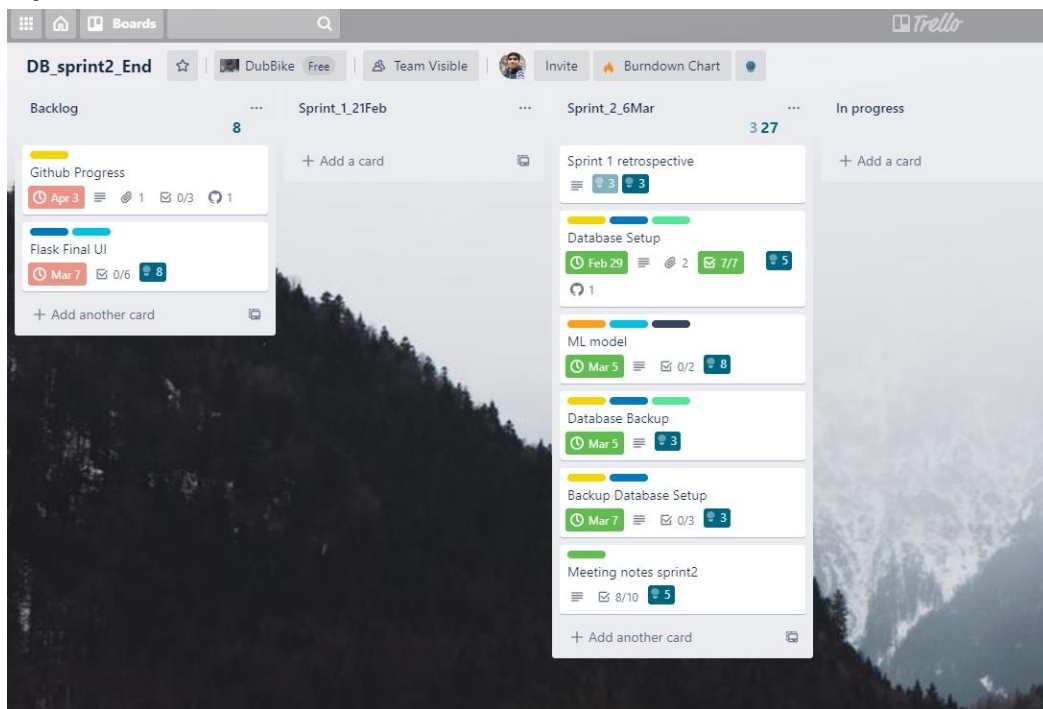 Boards
Trello
DB_sprint2_End
DubBike Free
Team Visible
Invite
Burndown Chart
Backlog
8
Github Progress
Apr 3 1 0/3 1
Flask Final UI
Mar 7 0/6 8
+ Add another card
Sprint_1_21Feb
+ Add a card
Sprint_2_6Mar
3 27
Sprint 1 retrospective
3 3
Database Setup
Feb 29 2 7/7 5
1
ML model
Mar 5 0/2 8
Database Backup
Mar 5 3
Backup Database Setup
Mar 7 0/3 3
Meeting notes sprint2
8/10 5
+ Add another card
In progress
+ Add a card